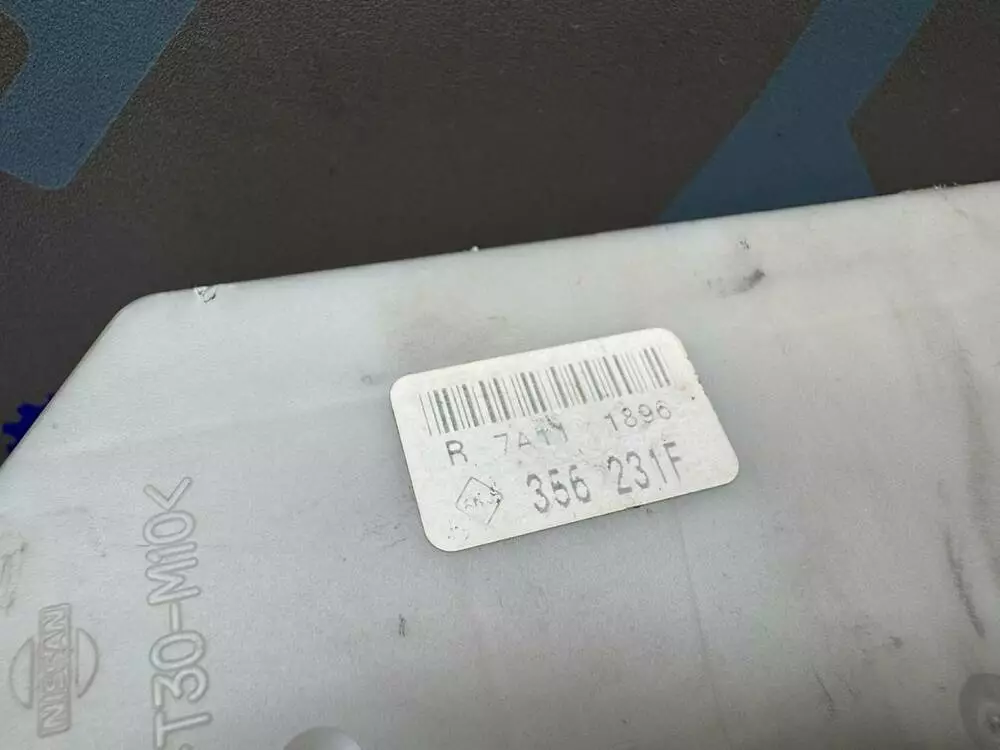 R 7A11 1896
356 231F
NISSAN
T30-M10<